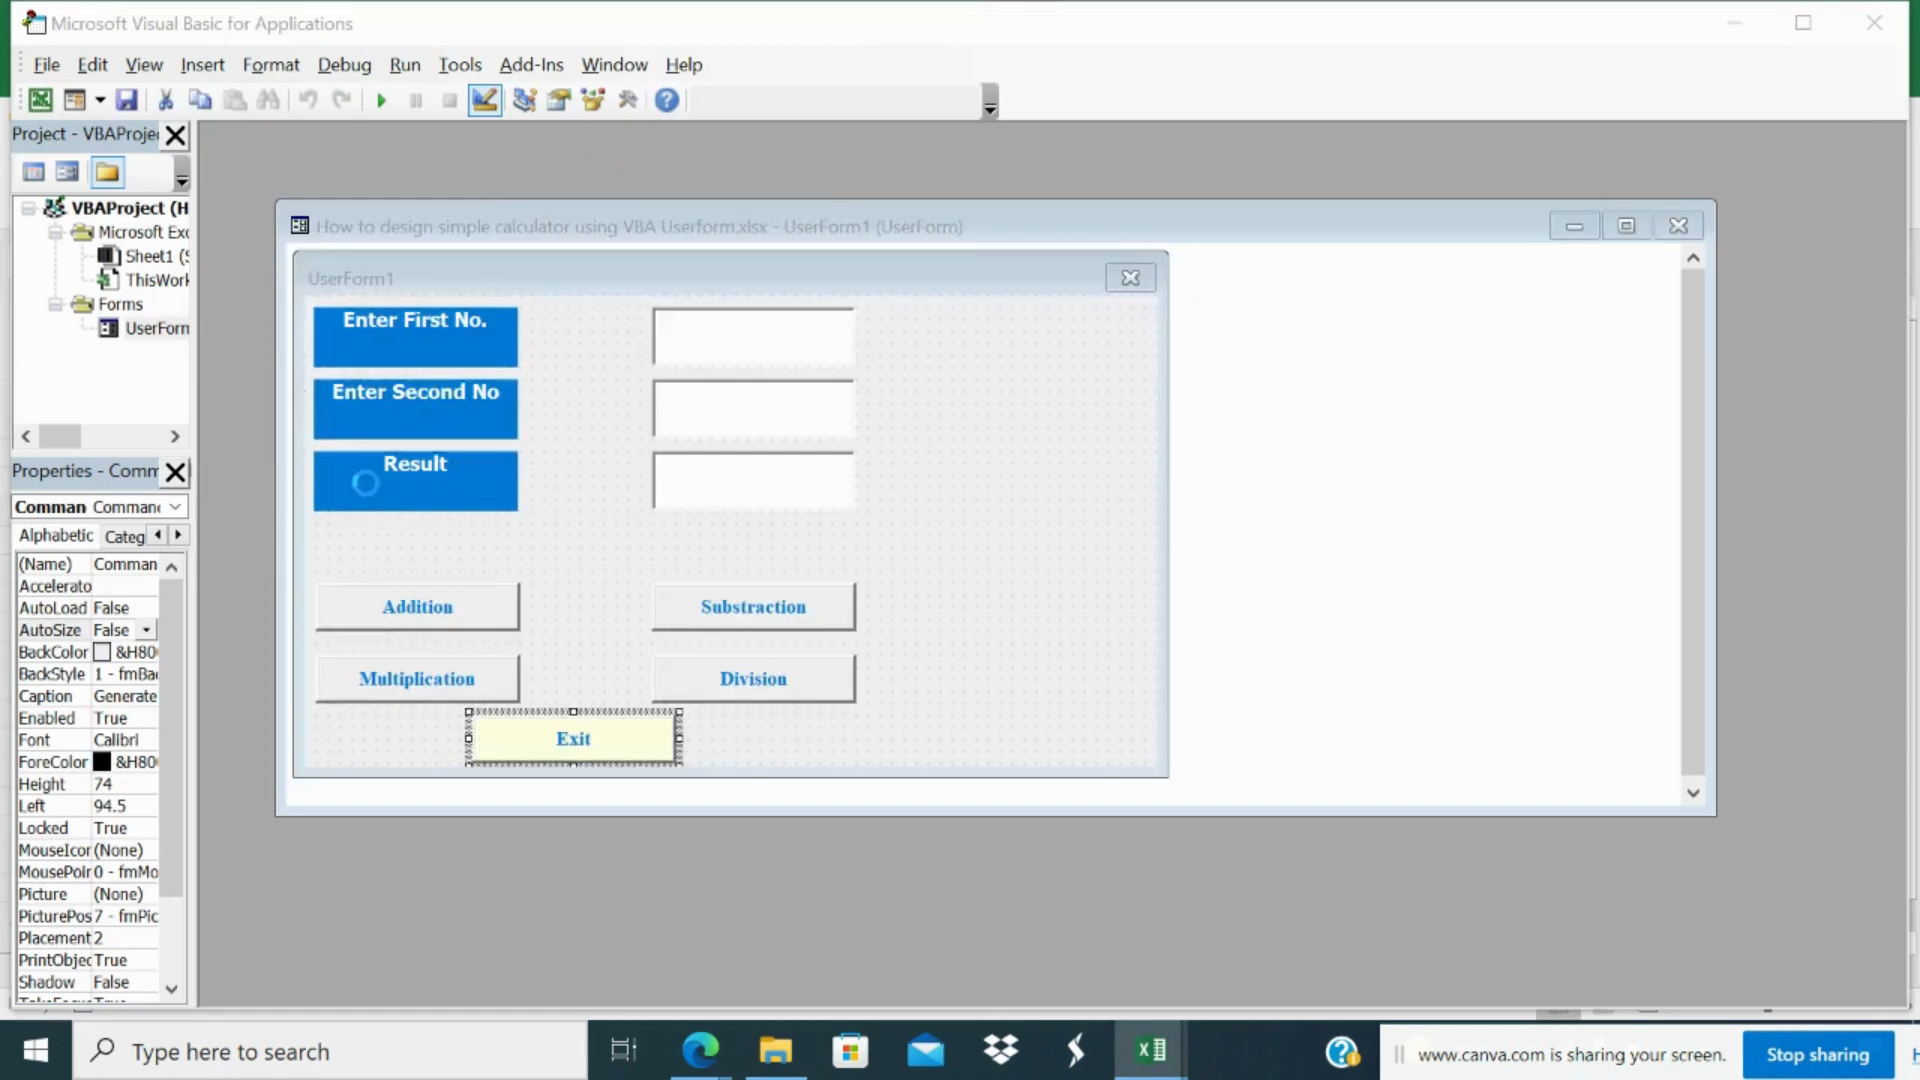 Microsoft Visual Basic for Applications
File Edit View Insert Format Debug Run Tools Add-Ins Window Help
Project - VBAProje
VBAProject (H
Microsoft Exc
Sheet1 (S
ThisWork
Forms
UserForm
Properties - Comm
Comman Comman
Alphabetic Categ
(Name) Comman
Accelerato
AutoLoad False
AutoSize False
BackColor &H80
BackStyle 1 - fmBa
Caption Generate
Enabled True
Font Calibri
ForeColor &H80
Height 74
Left 94.5
Locked True
MouseIcon (None)
MousePoin 0 - fmMo
Picture (None)
PicturePos 7 - fmPic
Placement 2
PrintObjec True
Shadow False
How to design simple calculator using VBA Userform.xlsx - UserForm1 (UserForm)
UserForm1
Enter First No.
Enter Second No
Result
Addition Substraction
Multiplication Division
Exit
Type here to search
www.canva.com is sharing your screen. Stop sharing